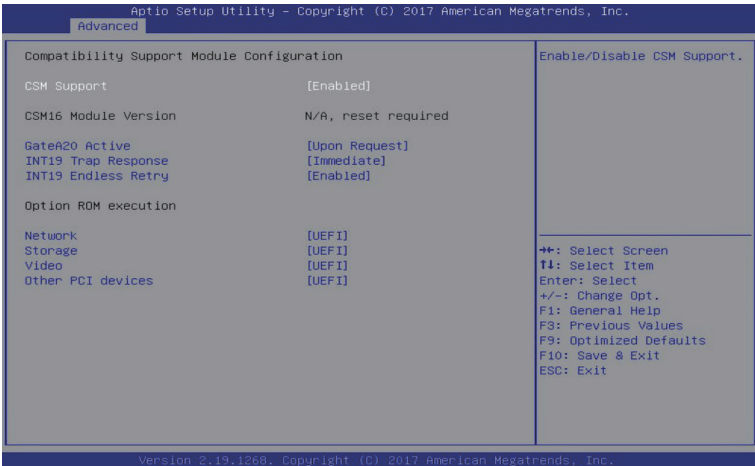 Aptio Setup Utility – Copyright (C) 2017 American Megatrends, Inc.
Advanced
Compatibility Support Module Configuration
CSM Support [Enabled]
CSM16 Module Version N/A, reset required
GateA20 Active [Upon Request]
INT19 Trap Response [Immediate]
INT19 Endless Retry [Enabled]
Option ROM execution
Network [UEFI]
Storage [UEFI]
Video [UEFI]
Other PCI devices [UEFI]
Enable/Disable CSM Support.
→←: Select Screen
↑↓: Select Item
Enter: Select
+/-: Change Opt.
F1: General Help
F3: Previous Values
F9: Optimized Defaults
F10: Save & Exit
ESC: Exit
Version 2.19.1268. Copyright (C) 2017 American Megatrends, Inc.